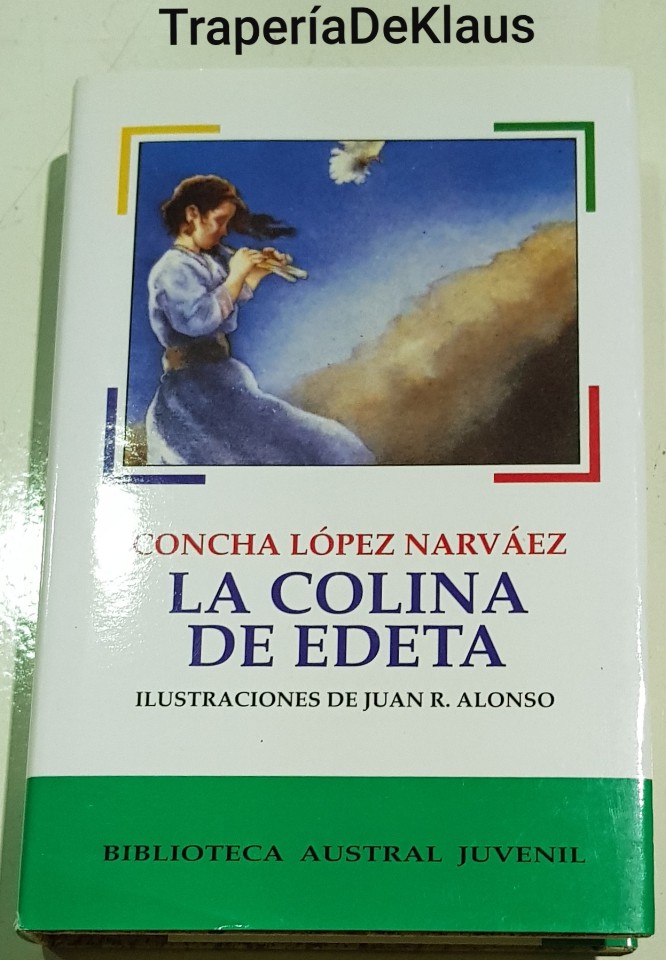 TraperíaDeKlaus
CONCHA LÓPEZ NARVÁEZ
LA COLINA
DE EDETA
ILUSTRACIONES DE JUAN R. ALONSO
BIBLIOTECA AUSTRAL JUVENIL